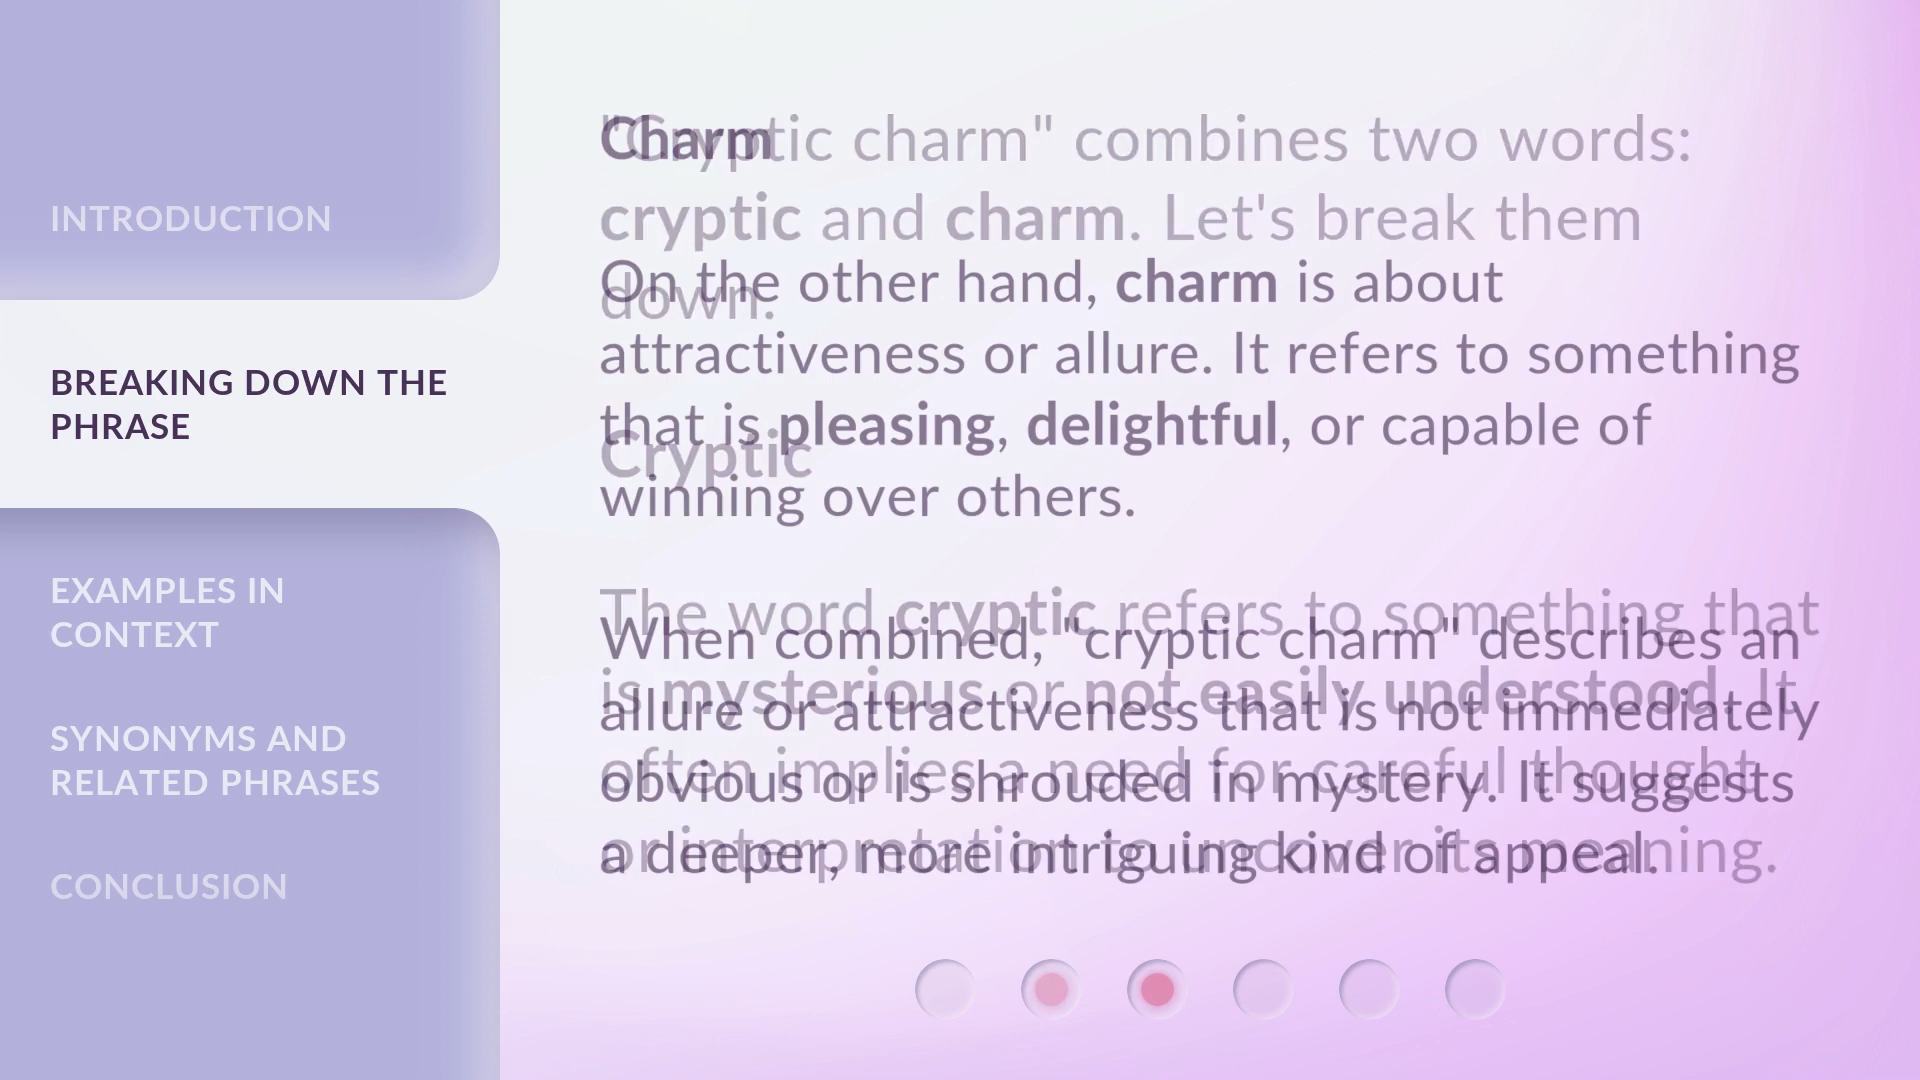 INTRODUCTION
BREAKING DOWN THE
PHRASE
EXAMPLES IN
CONTEXT
SYNONYMS AND
RELATED PHRASES
CONCLUSION
"Cryptic charm" combines two words:
cryptic and charm. Let's break them
down.
Cryptic
The word cryptic refers to something that
is mysterious or not easily understood. It
often implies a need for careful thought
or interpretation to uncover its meaning.
Charm
On the other hand, charm is about
attractiveness or allure. It refers to something
that is pleasing, delightful, or capable of
winning over others.
When combined, "cryptic charm" describes an
allure or attractiveness that is not immediately
obvious or is shrouded in mystery. It suggests
a deeper, more intriguing kind of appeal.